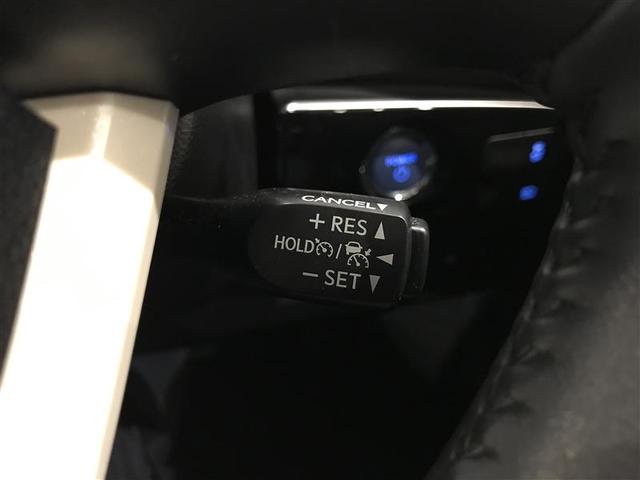 CANCEL▼
+ RES ▲
HOLD / ◀
− SET ▼